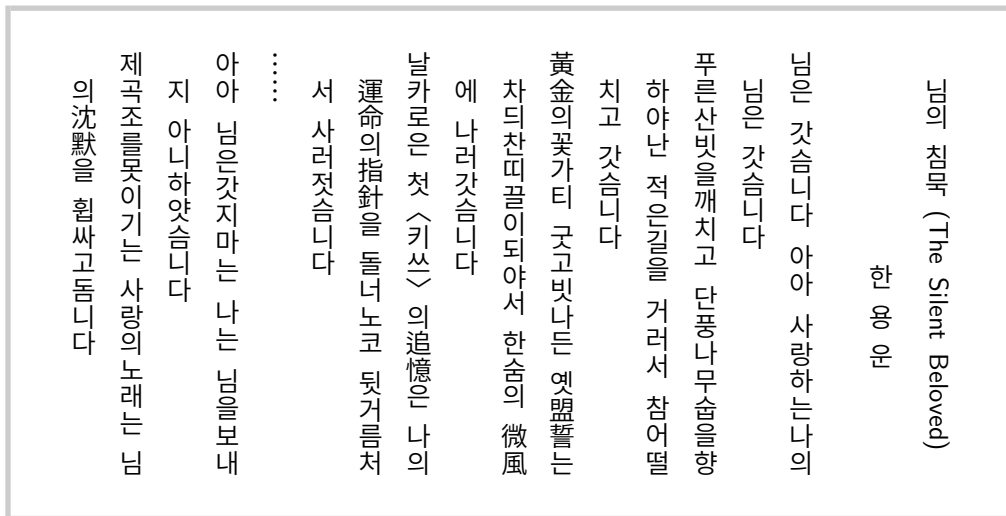 님의 침묵 (The Silent Beloved)
한 용 운
님은 갓슴니다 아아 사랑하는나의
님은 갓슴니다
푸른산빗을깨치고 단풍나무숩을향
하야난 적은길을 거러서 참어떨
치고 갓슴니다
黃金의꽃가티 굿고빗나든 옛盟誓는
차듸찬띠끌이되야서 한숨의 微風
에 나러갓슴니다
날카로은 첫〈키쓰〉의追憶은 나의
運命의指針을 돌너노코 뒷거름처
서 사러젓슴니다
……
아아 님은갓지마는 나는 님을보내
지 아니하얏슴니다
제곡조를못이기는 사랑의노래는 님
의沈默을 휩싸고돔니다